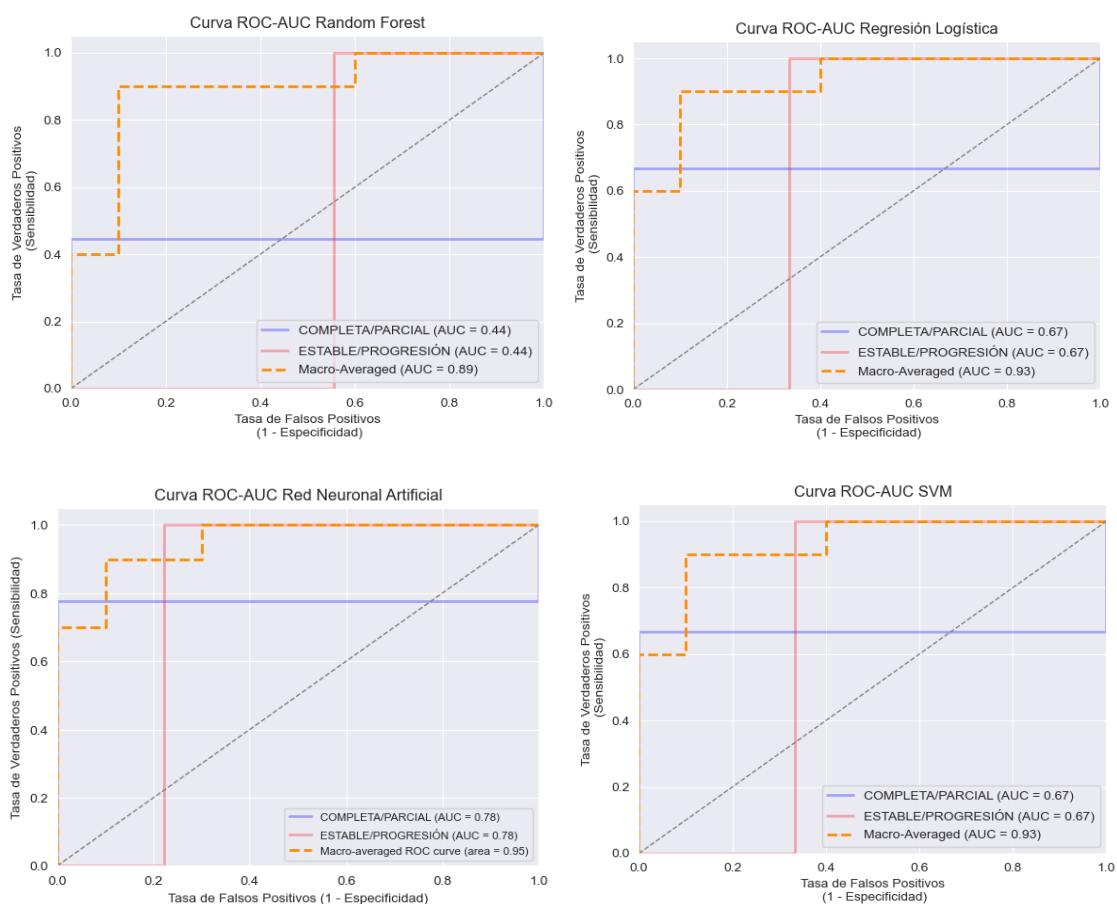 Curva ROC-AUC Random Forest
Tasa de Verdaderos Positivos
(Sensibilidad)
1.0
0.8
0.6
0.4
0.2
0.0
COMPLETA/PARCIAL (AUC = 0.44)
ESTABLE/PROGRESIÓN (AUC = 0.44)
Macro-Averaged (AUC = 0.89)
0.0 0.2 0.4 0.6 0.8 1.0
Tasa de Falsos Positivos
(1 - Especificidad)
Curva ROC-AUC Regresión Logística
Tasa de Verdaderos Positivos
(Sensibilidad)
1.0
0.8
0.6
0.4
0.2
0.0
COMPLETA/PARCIAL (AUC = 0.67)
ESTABLE/PROGRESIÓN (AUC = 0.67)
Macro-Averaged (AUC = 0.93)
0.0 0.2 0.4 0.6 0.8 1.0
Tasa de Falsos Positivos
(1 - Especificidad)
Curva ROC-AUC Red Neuronal Artificial
Tasa de Verdaderos Positivos (Sensibilidad)
1.0
0.8
0.6
0.4
0.2
0.0
COMPLETA/PARCIAL (AUC = 0.78)
ESTABLE/PROGRESIÓN (AUC = 0.78)
Macro-averaged ROC curve (area = 0.95)
0.0 0.2 0.4 0.6 0.8 1.0
Tasa de Falsos Positivos (1 - Especificidad)
Curva ROC-AUC SVM
Tasa de Verdaderos Positivos
(Sensibilidad)
1.0
0.8
0.6
0.4
0.2
0.0
COMPLETA/PARCIAL (AUC = 0.67)
ESTABLE/PROGRESIÓN (AUC = 0.67)
Macro-Averaged (AUC = 0.93)
0.0 0.2 0.4 0.6 0.8 1.0
Tasa de Falsos Positivos
(1 - Especificidad)